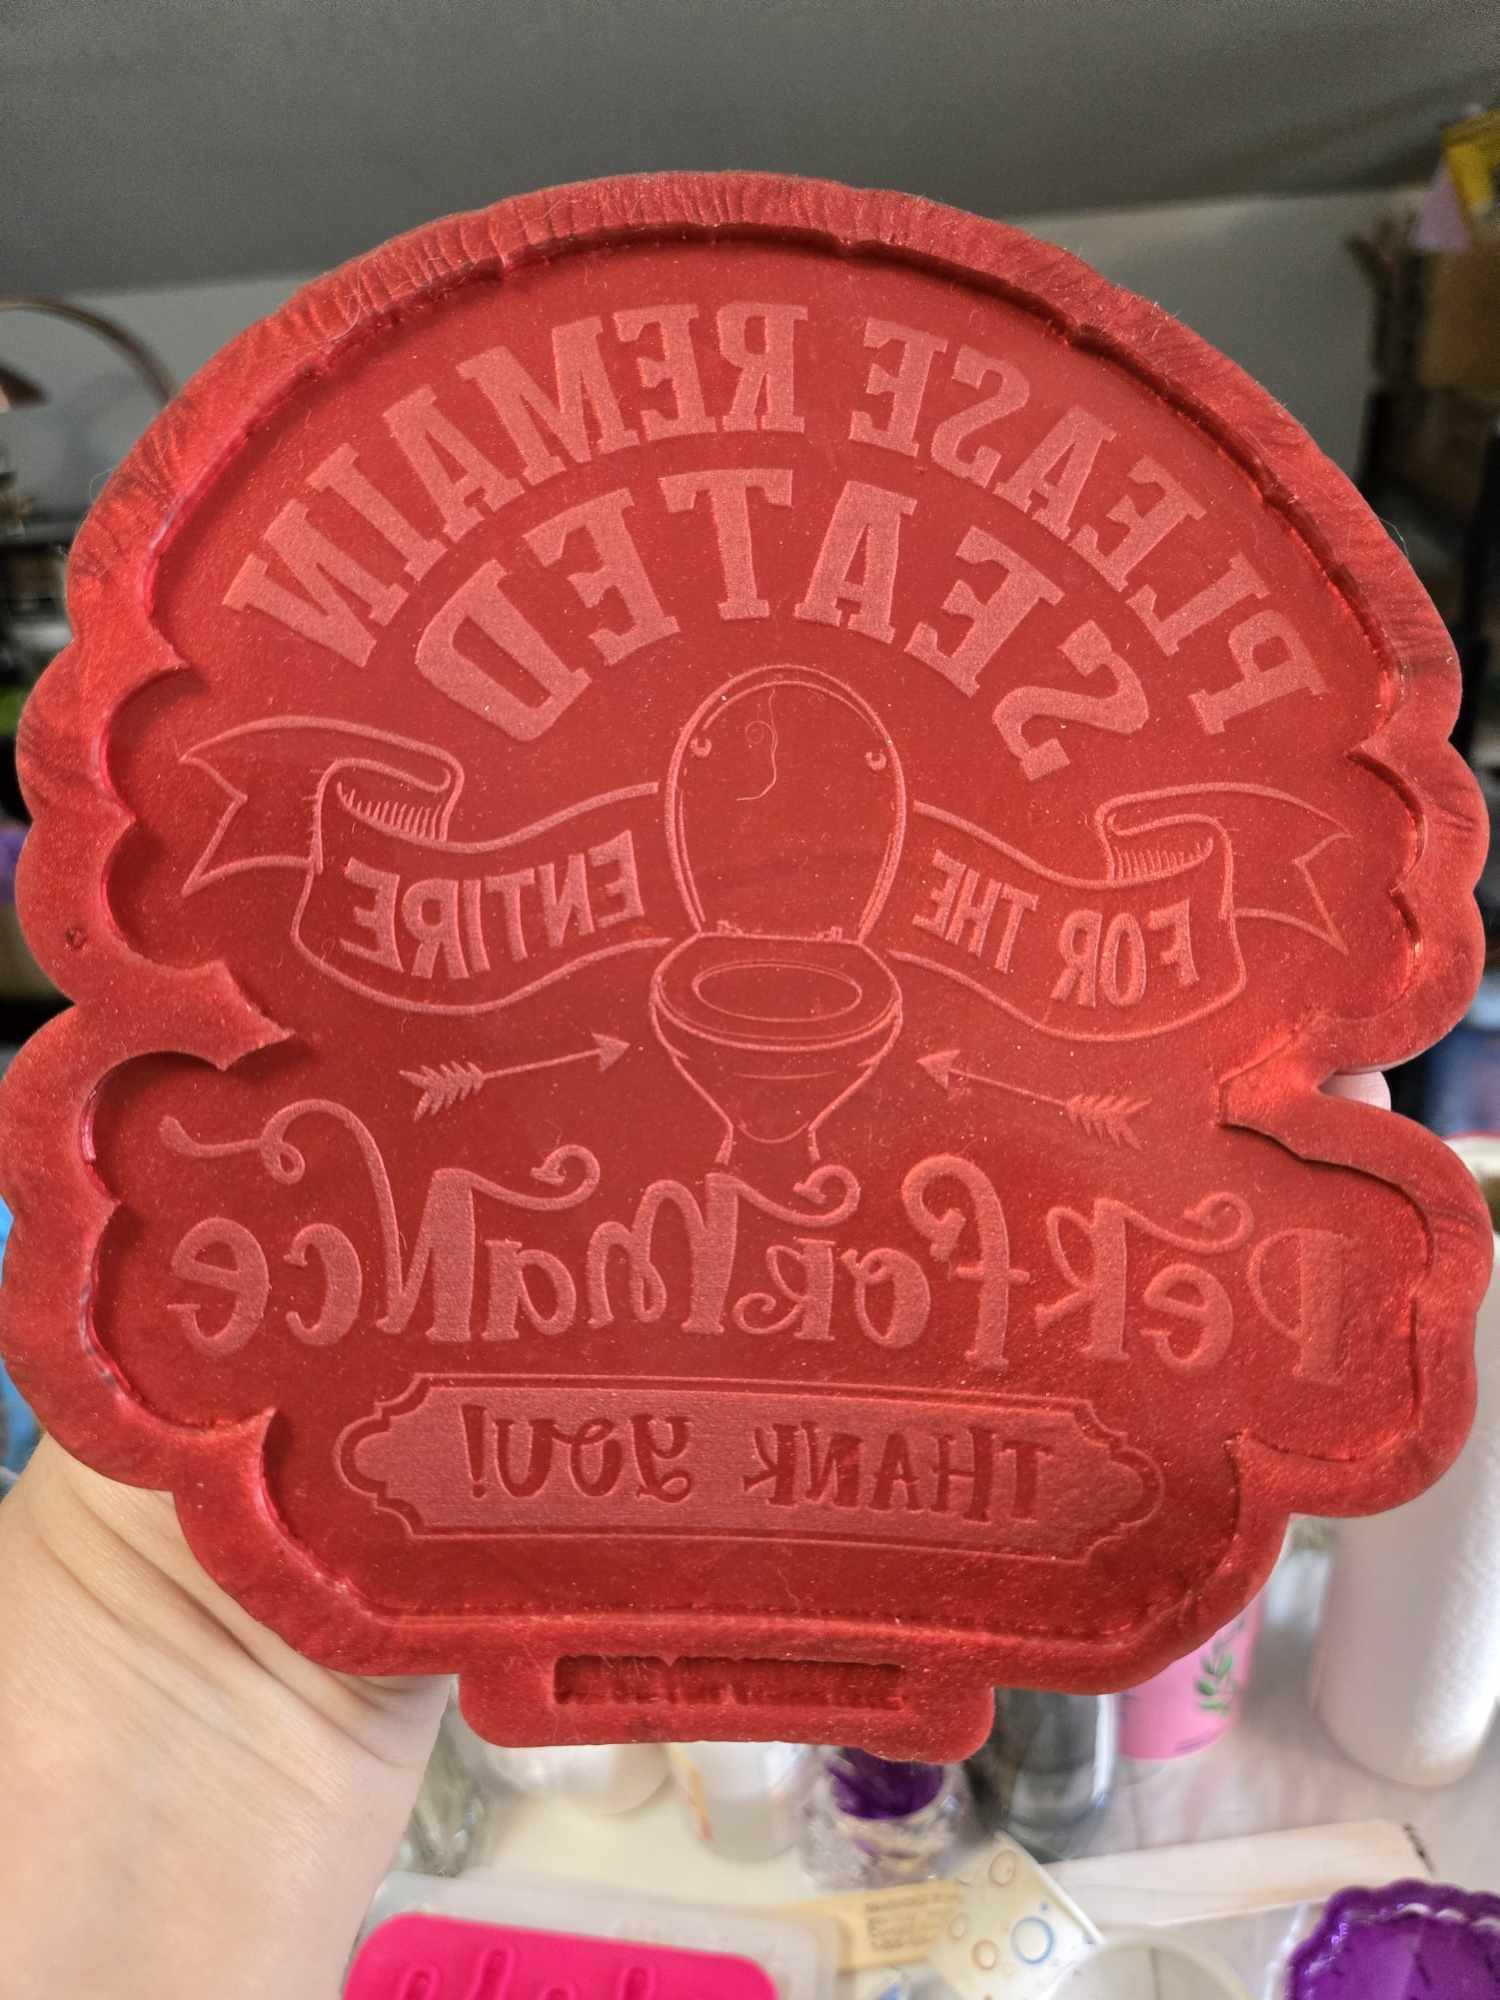 PLEASE REMAIN
SEATED
FOR THE ENTIRE
PerforMaNce
THANK YOU!